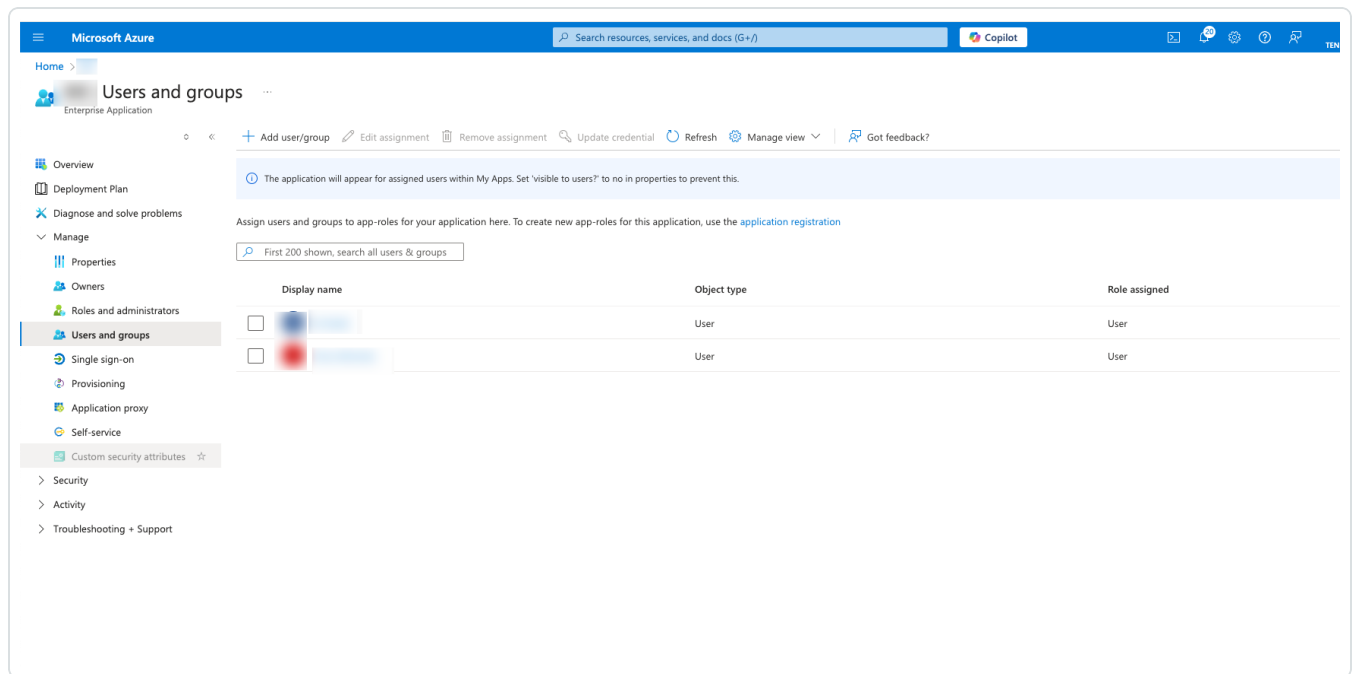 Microsoft Azure
Search resources, services, and docs (G+/)
Copilot
20
TEN
Home >
Users and groups ...
Enterprise Application
Add user/group
Edit assignment
Remove assignment
Update credential
Refresh
Manage view
Got feedback?
Overview
Deployment Plan
Diagnose and solve problems
Manage
Properties
Owners
Roles and administrators
Users and groups
Single sign-on
Provisioning
Application proxy
Self-service
Custom security attributes
Security
Activity
Troubleshooting + Support
The application will appear for assigned users within My Apps. Set 'visible to users?' to no in properties to prevent this.
Assign users and groups to app-roles for your application here. To create new app-roles for this application, use the application registration
First 200 shown, search all users & groups
Display name Object type Role assigned
User User
User User